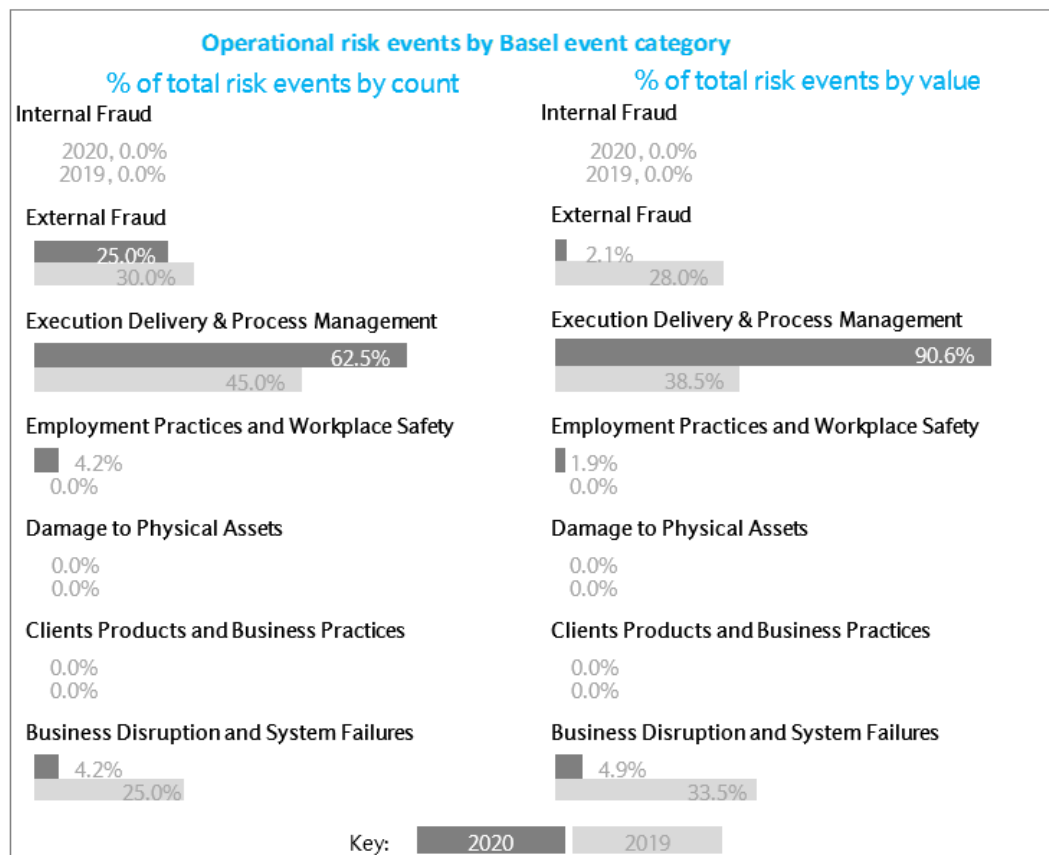 Operational risk events by Basel event category
% of total risk events by count
Internal Fraud
2020, 0.0%
2019, 0.0%
External Fraud
25.0%
30.0%
Execution Delivery & Process Management
62.5%
45.0%
Employment Practices and Workplace Safety
4.2%
0.0%
Damage to Physical Assets
0.0%
0.0%
Clients Products and Business Practices
0.0%
0.0%
Business Disruption and System Failures
4.2%
25.0%
% of total risk events by value
Internal Fraud
2020, 0.0%
2019, 0.0%
External Fraud
2.1%
28.0%
Execution Delivery & Process Management
90.6%
38.5%
Employment Practices and Workplace Safety
1.9%
0.0%
Damage to Physical Assets
0.0%
0.0%
Clients Products and Business Practices
0.0%
0.0%
Business Disruption and System Failures
4.9%
33.5%
Key: 2020 2019